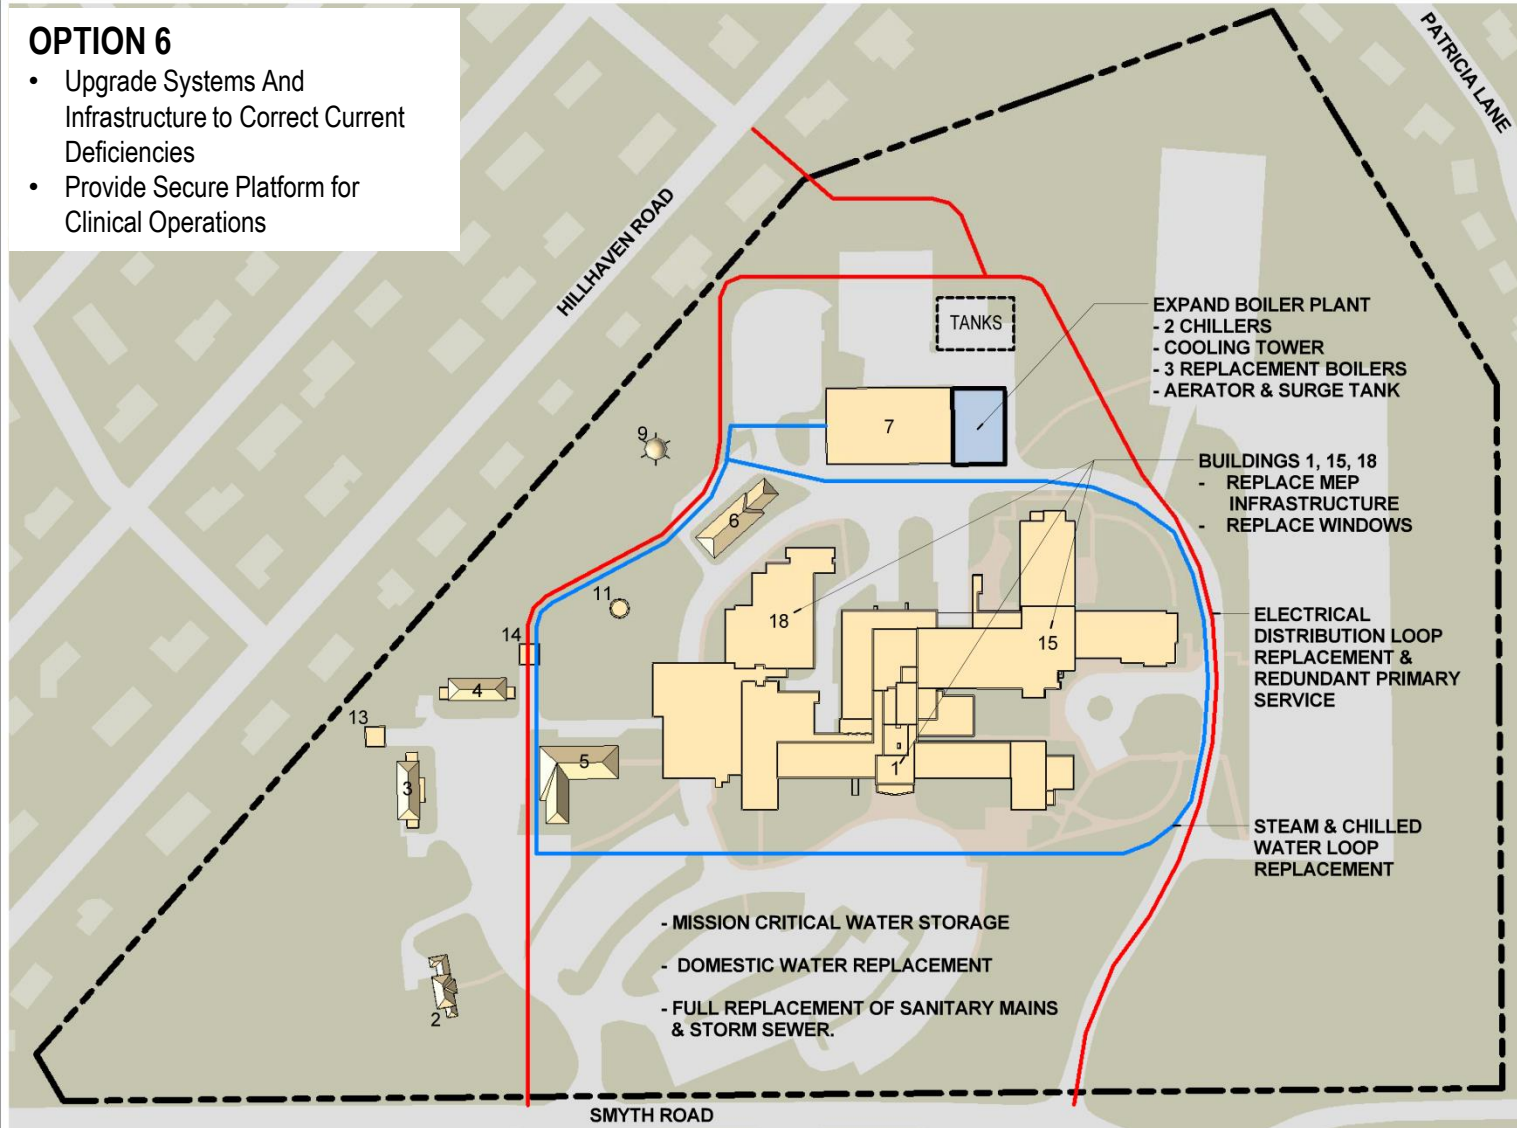 OPTION 6
• Upgrade Systems And
Infrastructure to Correct Current
Deficiencies
• Provide Secure Platform for
Clinical Operations
PATRICIA LANE
HILLHAVEN ROAD
TANKS
EXPAND BOILER PLANT
- 2 CHILLERS
- COOLING TOWER
- 3 REPLACEMENT BOILERS
- AERATOR & SURGE TANK
7
9
BUILDINGS 1, 15, 18
- REPLACE MEP
INFRASTRUCTURE
- REPLACE WINDOWS
6
11
18
15
14
ELECTRICAL
DISTRIBUTION LOOP
REPLACEMENT &
REDUNDANT PRIMARY
SERVICE
4
13
5
1
3
STEAM & CHILLED
WATER LOOP
REPLACEMENT
- MISSION CRITICAL WATER STORAGE
- DOMESTIC WATER REPLACEMENT
- FULL REPLACEMENT OF SANITARY MAINS
& STORM SEWER.
2
SMYTH ROAD